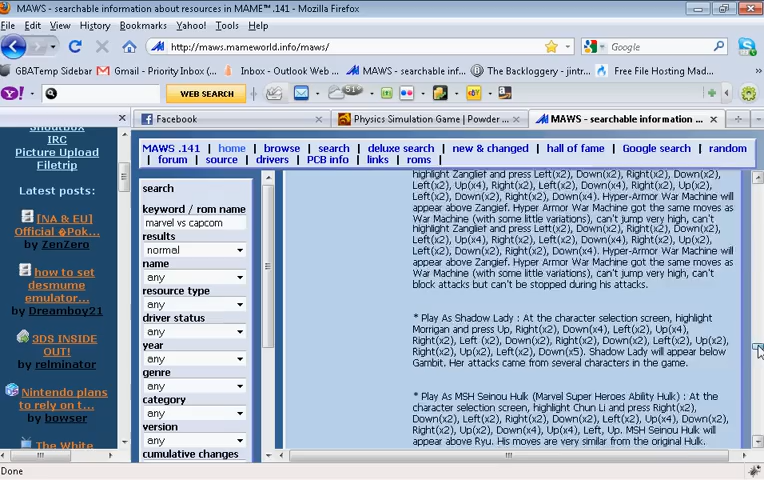 MAWS - searchable information about resources in MAME™ .141 - Mozilla Firefox
File Edit View History Bookmarks Yahoo! Tools Help
http://maws.mameworld.info/maws/
Google
GBATemp Sidebar
Gmail - Priority Inbox (...
Inbox - Outlook Web ...
MAWS - searchable inf...
The Backloggery - jintr...
Free File Hosting Mad...
WEB SEARCH
51°
Facebook
Physics Simulation Game | Powder ...
MAWS - searchable information ...
Shoutbox
IRC
Picture Upload
Filetrip
Latest posts:
[NA & EU]
Official �Pok...
by ZenZero
how to set
desmume
emulator...
by Dreamboy21
3DS INSIDE
OUT!
by relminator
Nintendo plans
to rely on t...
by bowser
The White
MAWS .141 | home | browse | search | deluxe search | new & changed | hall of fame | Google search | random
| forum | source | drivers | PCB info | links | roms |
search
keyword / rom name
marvel vs capcom
results
normal
name
any
resource type
any
driver status
any
year
any
genre
any
category
any
version
any
cumulative changes
highlight Zanglief and press Left(x2), Down(x2), Right(x2), Down(x2),
Left(x2), Up(x4), Right(x2), Left(x2), Down(x4), Right(x2),
Up(x2), Left(x2), Down(x2), Right(x2), Down(x2). Hyper-Armor War Machine will
appear above Zanglief. Hyper Armor War Machine got the same moves as
War Machine (with some little variations), can't jump very high, can't
highlight Zanglief and press Left(x2), Down(x2), Right(x2), Down(x2),
Left(x2), Up(x4), Right(x2), Left(x2), Down(x4), Right(x2),
Left(x2), Up(x4), Right(x2). Hyper Armor War Machine will
appear above Zangief. Hyper Armor War Machine got the same moves as
War Machine (with some little variations), can't jump very high, can't
block attacks but can't be stopped during his attacks.
* Play As Shadow Lady : At the character selection screen, highlight
Morrigan and press Up, Right(x2), Down(x4), Left(x2), Up(x4),
Right(x2), Left (x2), Down(x2), Right(x2), Down(x2), Left(x2), Up(x2),
Right(x2), Up(x2), Left(x2), Down(x5). Shadow Lady will appear below
Gambit. Her attacks came from several characters in the game.
* Play As MSH Seinou Hulk (Marvel Super Heroes Ability Hulk) : At the
character selection screen, highlight Chun Li and press Right(x2),
Down(x2), Left(x2), Down(x2), Left(x2), Up(x4), Right(x2), Down(x2),
Right(x2), Up(x2), Down(x4), Up(x4), Left, Up. MSH Seinou Hulk will
appear above Ryu. His moves are very similar from the original Hulk.
Done